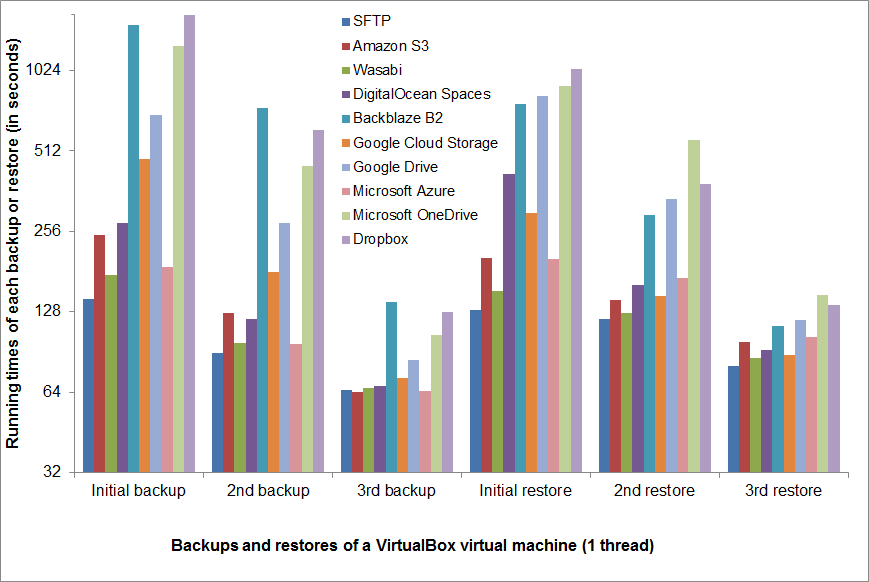 Running times of each backup or restore (in seconds)
1024
512
256
128
64
32
SFTP
Amazon S3
Wasabi
DigitalOcean Spaces
Backblaze B2
Google Cloud Storage
Google Drive
Microsoft Azure
Microsoft OneDrive
Dropbox
Initial backup 2nd backup 3rd backup Initial restore 2nd restore 3rd restore
Backups and restores of a VirtualBox virtual machine (1 thread)